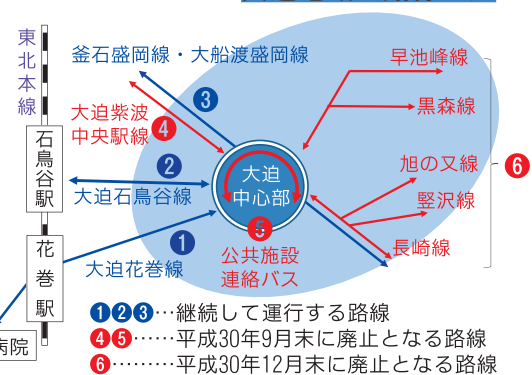 東北本線
釜石盛岡線・大船渡盛岡線
早池峰線
3
大迫紫波
中央駅線
4
黒森線
石鳥谷駅
2
大迫石鳥谷線
大迫
中心部
旭の又線
6
竪沢線
5
公共施設
連絡バス
長崎線
花巻駅
1
大迫花巻線
病院
123…継続して運行する路線
45……平成30年9月末に廃止となる路線
6………平成30年12月末に廃止となる路線